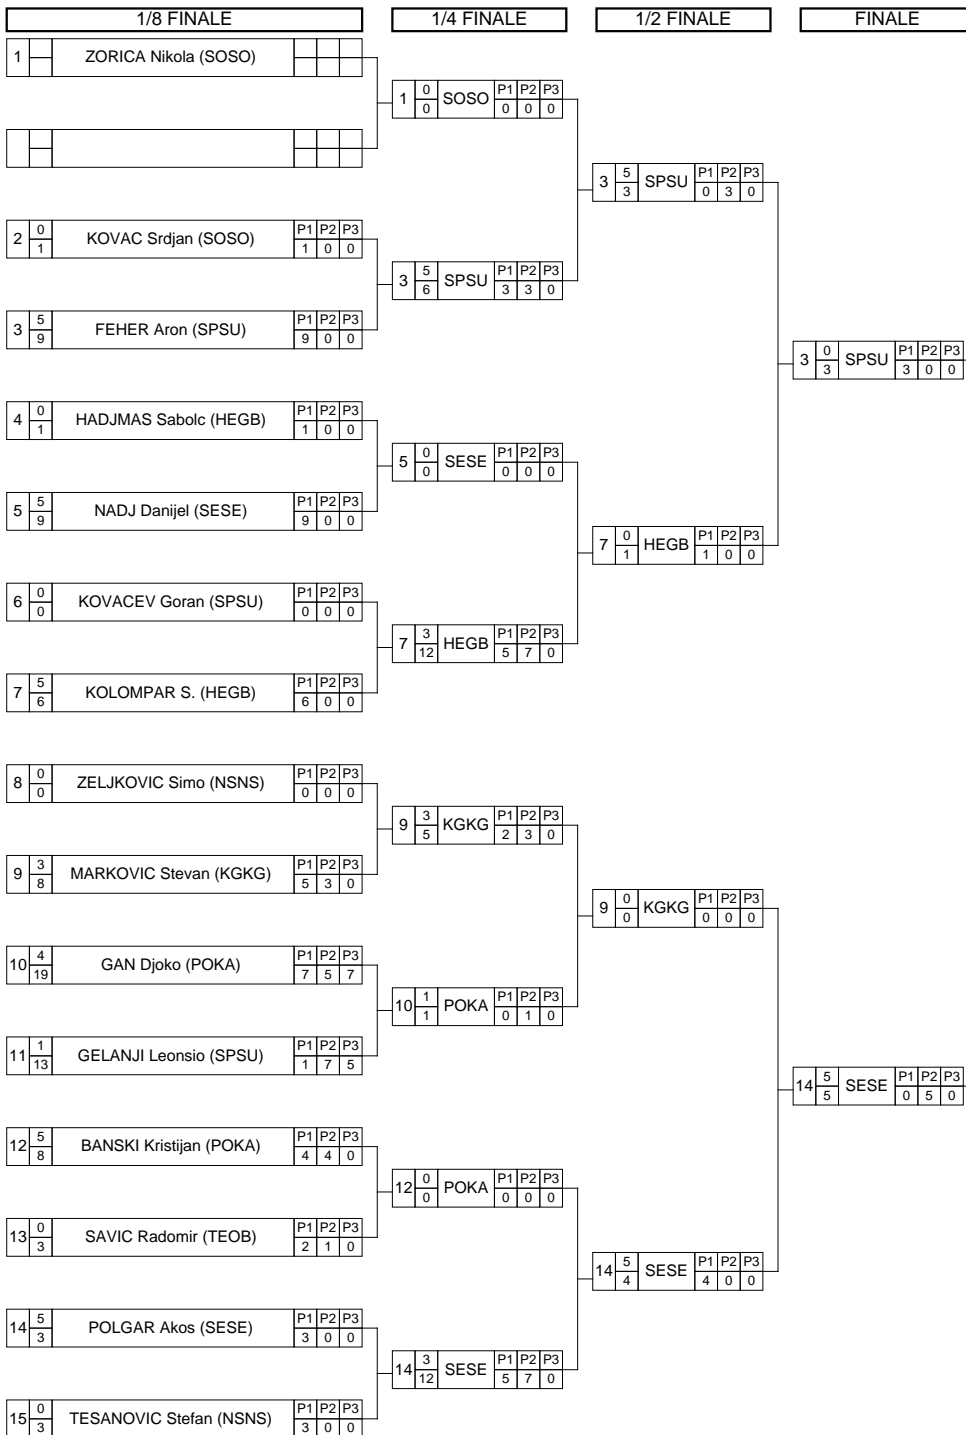 1/8 FINALE
1/4 FINALE
1/2 FINALE
FINALE
1 ZORICA Nikola (SOSO)
2 0 1 KOVAC Srdjan (SOSO) P1 P2 P3 1 0 0
3 5 9 FEHER Aron (SPSU) P1 P2 P3 9 0 0
4 0 1 HADJMAS Sabolc (HEGB) P1 P2 P3 1 0 0
5 5 9 NADJ Danijel (SESE) P1 P2 P3 9 0 0
6 0 0 KOVACEV Goran (SPSU) P1 P2 P3 0 0 0
7 5 6 KOLOMPAR S. (HEGB) P1 P2 P3 6 0 0
8 0 0 ZELJKOVIC Simo (NSNS) P1 P2 P3 0 0 0
9 3 8 MARKOVIC Stevan (KGKG) P1 P2 P3 5 3 0
10 4 19 GAN Djoko (POKA) P1 P2 P3 7 5 7
11 1 13 GELANJI Leonsio (SPSU) P1 P2 P3 1 7 5
12 5 8 BANSKI Kristijan (POKA) P1 P2 P3 4 4 0
13 0 3 SAVIC Radomir (TEOB) P1 P2 P3 2 1 0
14 5 3 POLGAR Akos (SESE) P1 P2 P3 3 0 0
15 0 3 TESANOVIC Stefan (NSNS) P1 P2 P3 3 0 0
1 0 0 SOSO P1 P2 P3 0 0 0
3 5 6 SPSU P1 P2 P3 3 3 0
5 0 0 SESE P1 P2 P3 0 0 0
7 3 12 HEGB P1 P2 P3 5 7 0
9 3 5 KGKG P1 P2 P3 2 3 0
10 1 1 POKA P1 P2 P3 0 1 0
12 0 0 POKA P1 P2 P3 0 0 0
14 3 12 SESE P1 P2 P3 5 7 0
3 5 3 SPSU P1 P2 P3 0 3 0
7 0 1 HEGB P1 P2 P3 1 0 0
9 0 0 KGKG P1 P2 P3 0 0 0
14 5 4 SESE P1 P2 P3 4 0 0
3 0 3 SPSU P1 P2 P3 3 0 0
14 5 5 SESE P1 P2 P3 0 5 0